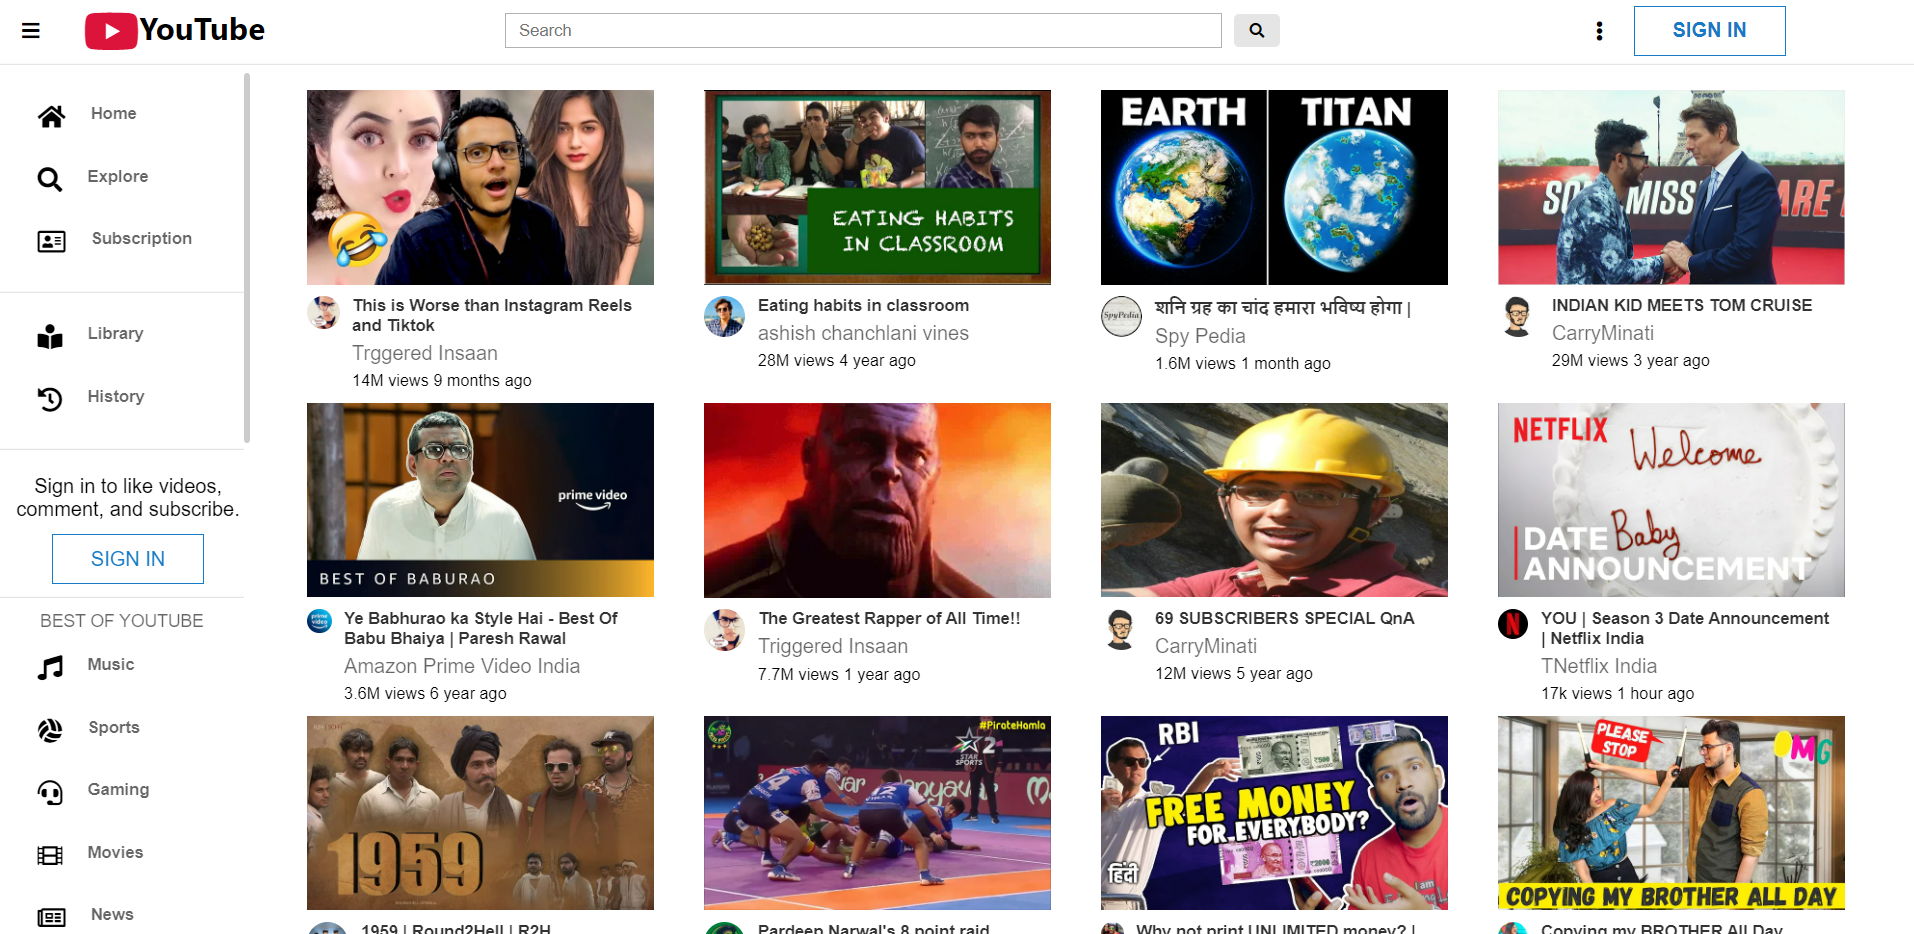 YouTube
Search
SIGN IN
Home
Explore
Subscription
Library
History
Sign in to like videos,
comment, and subscribe.
SIGN IN
BEST OF YOUTUBE
Music
Sports
Gaming
Movies
News
This is Worse than Instagram Reels
and Tiktok
Trggered Insaan
14M views 9 months ago
EATING HABITS
IN CLASSROOM
Eating habits in classroom
ashish chanchlani vines
28M views 4 year ago
EARTH TITAN
SpyPedia
शनि ग्रह का चांद हमारा भविष्य होगा |
Spy Pedia
1.6M views 1 month ago
MISS
INDIAN KID MEETS TOM CRUISE
CarryMinati
29M views 3 year ago
prime video
BEST OF BABURAO
prime video
Ye Babhurao ka Style Hai - Best Of
Babu Bhaiya | Paresh Rawal
Amazon Prime Video India
3.6M views 6 year ago
The Greatest Rapper of All Time!!
Triggered Insaan
7.7M views 1 year ago
69 SUBSCRIBERS SPECIAL QnA
CarryMinati
12M views 5 year ago
NETFLIX
Welcome
Baby
DATE
ANNOUNCEMENT
N
YOU | Season 3 Date Announcement
| Netflix India
TNetflix India
17k views 1 hour ago
1959
1959 | Round2Hell | R2H
#PirateHamla
2
STAR
SPORTS
Pardeep Narwal's 8 point raid
RBI
FREE MONEY
FOR EVERYBODY?
हिंदी
Why not print UNLIMITED money? |
PLEASE
STOP
OMG
COPYING MY BROTHER ALL DAY
Copying my BROTHER All Day